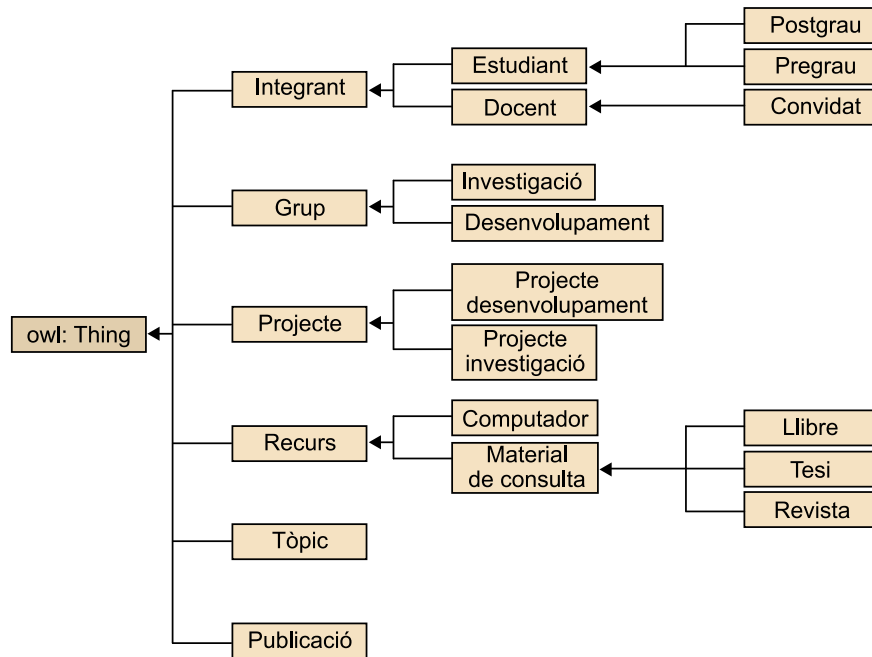 Postgrau
Estudiant
Pregrau
Integrant
Docent
Convidat
Investigació
Grup
Desenvolupament
Projecte
desenvolupament
Projecte
owl: Thing
Projecte
investigació
Computador
Llibre
Recurs
Material
de consulta
Tesi
Revista
Tòpic
Publicació